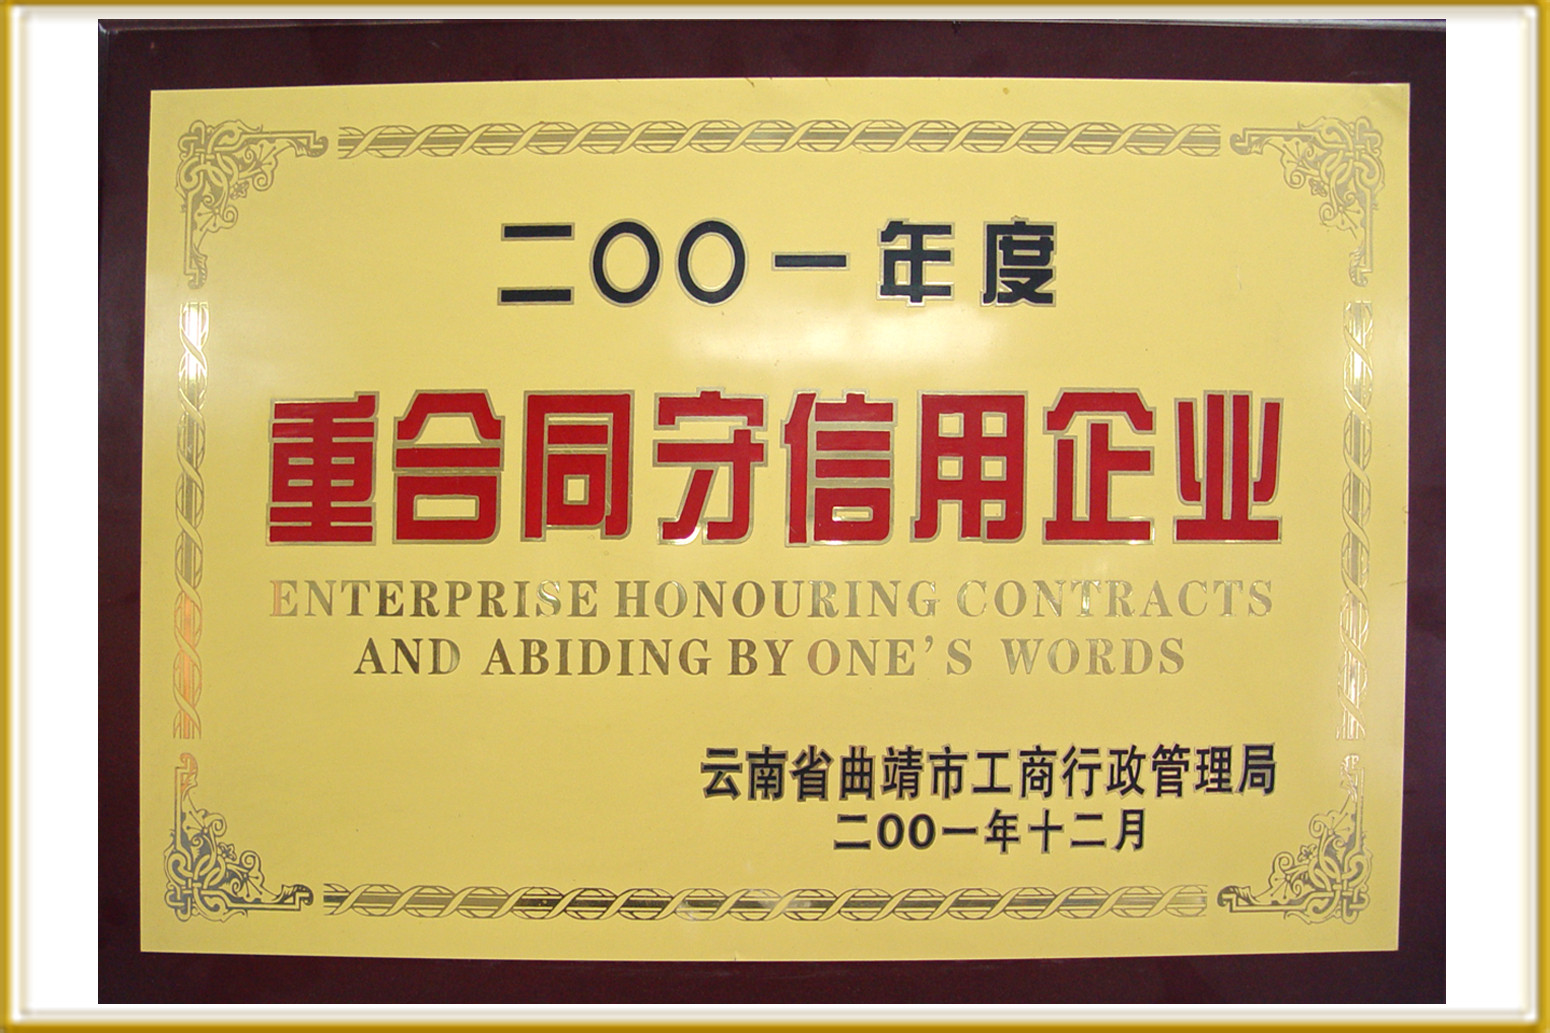 二〇〇一年度
重合同守信用企业
ENTERPRISE HONOURING CONTRACTS
AND ABIDING BY ONE'S WORDS
云南省曲靖市工商行政管理局
二〇〇一年十二月